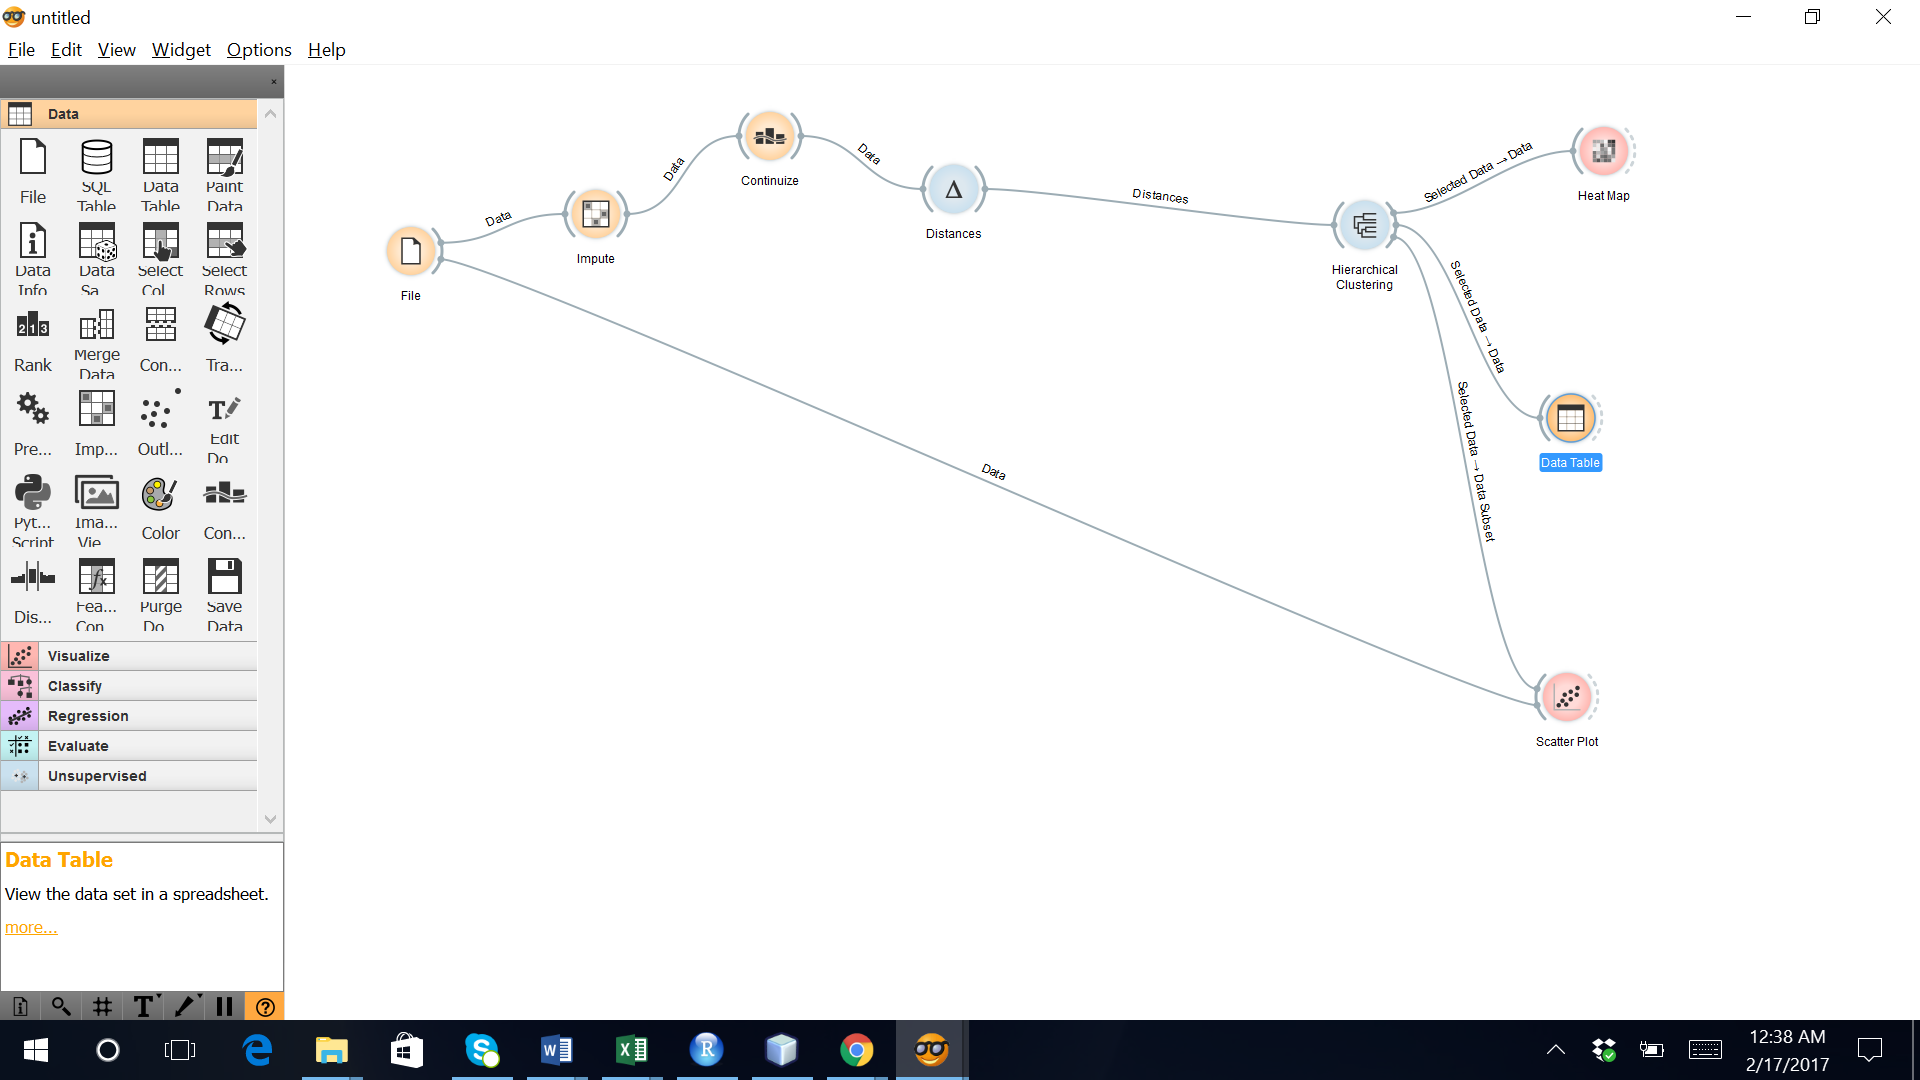 untitled
File Edit View Widget Options Help
Data
File
SQL
Table
Data
Table
Paint
Data
Data
Info
Data
Sa...
Select
Col...
Select
Rows
Rank
Merge
Data
Con...
Tra...
Pre...
Imp...
Outl...
Edit
Do...
Pyt...
Script
Ima...
Vie...
Color
Con...
Dis...
Fea...
Con...
Purge
Do...
Save
Data
Visualize
Classify
Regression
Evaluate
Unsupervised
Data Table
View the data set in a spreadsheet.
more...
File
Data
Impute
Data
Continuize
Data
Distances
Distances
Hierarchical
Clustering
Selected Data → Data
Heat Map
Selected Data → Data
Data Table
Selected Data → Data Subset
Data
Scatter Plot
12:38 AM
2/17/2017